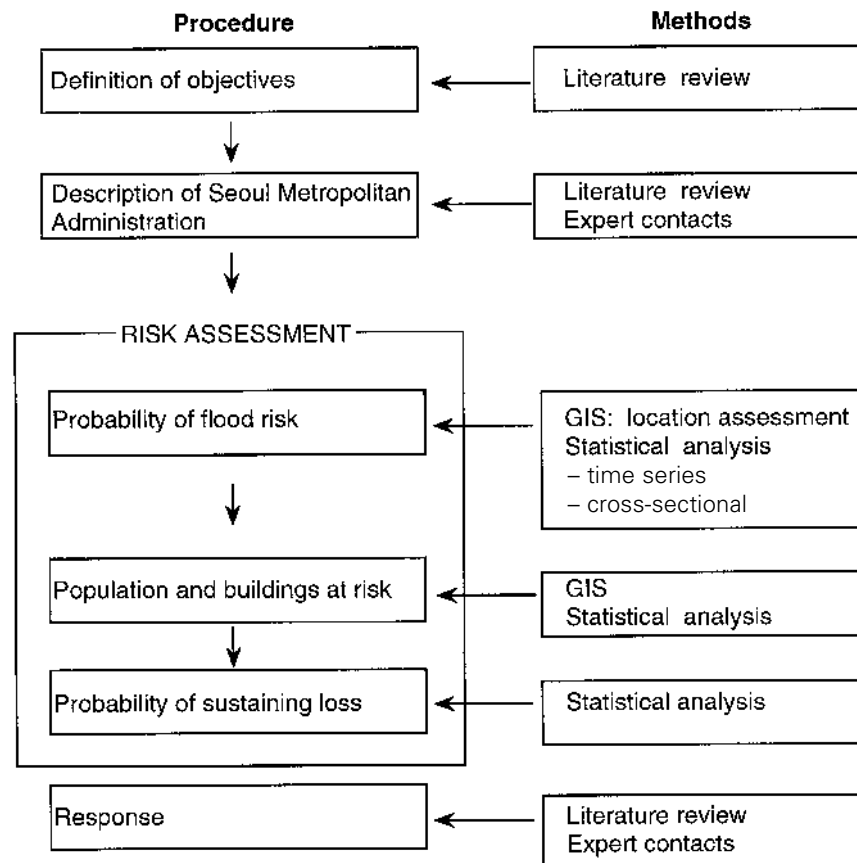 Procedure
Methods
Definition of objectives
Literature review
Description of Seoul Metropolitan
Administration
Literature review
Expert contacts
RISK ASSESSMENT
Probability of flood risk
GIS: location assessment
Statistical analysis
– time series
– cross-sectional
Population and buildings at risk
GIS
Statistical analysis
Probability of sustaining loss
Statistical analysis
Response
Literature review
Expert contacts